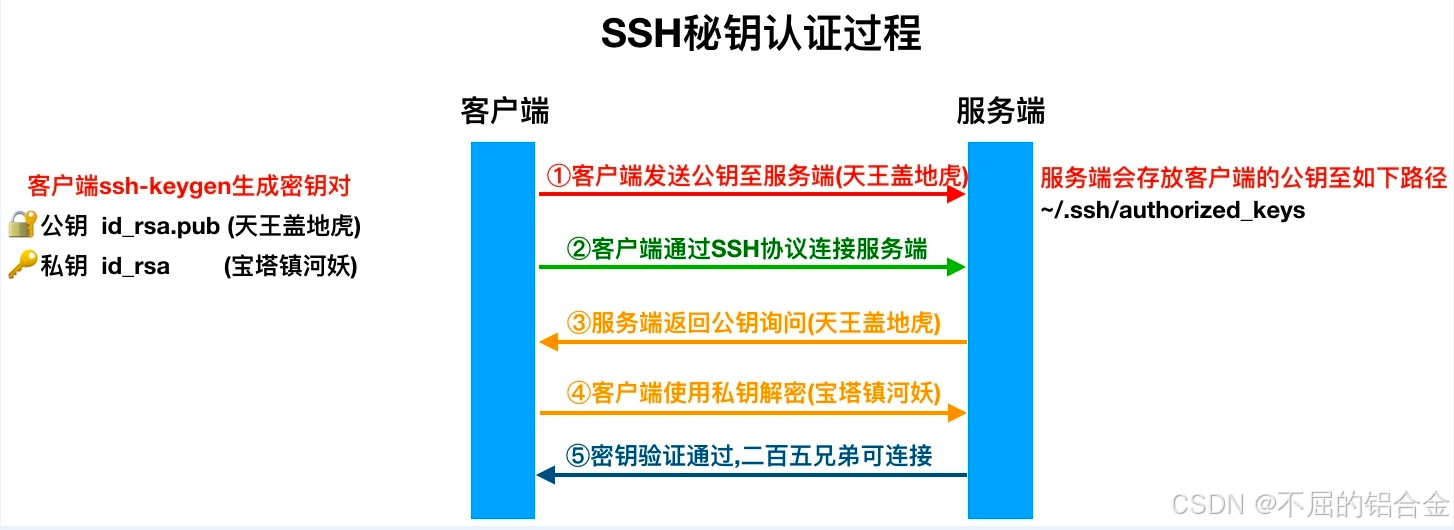 SSH秘钥认证过程
客户端
服务端
客户端ssh-keygen生成密钥对
公钥 id_rsa.pub (天王盖地虎)
私钥 id_rsa (宝塔镇河妖)
①客户端发送公钥至服务端(天王盖地虎)
②客户端通过SSH协议连接服务端
③服务端返回公钥询问(天王盖地虎)
④客户端使用私钥解密(宝塔镇河妖)
⑤密钥验证通过,二百五兄弟可连接
服务端会存放客户端的公钥至如下路径
~/.ssh/authorized_keys
CSDN @不屈的铝合金